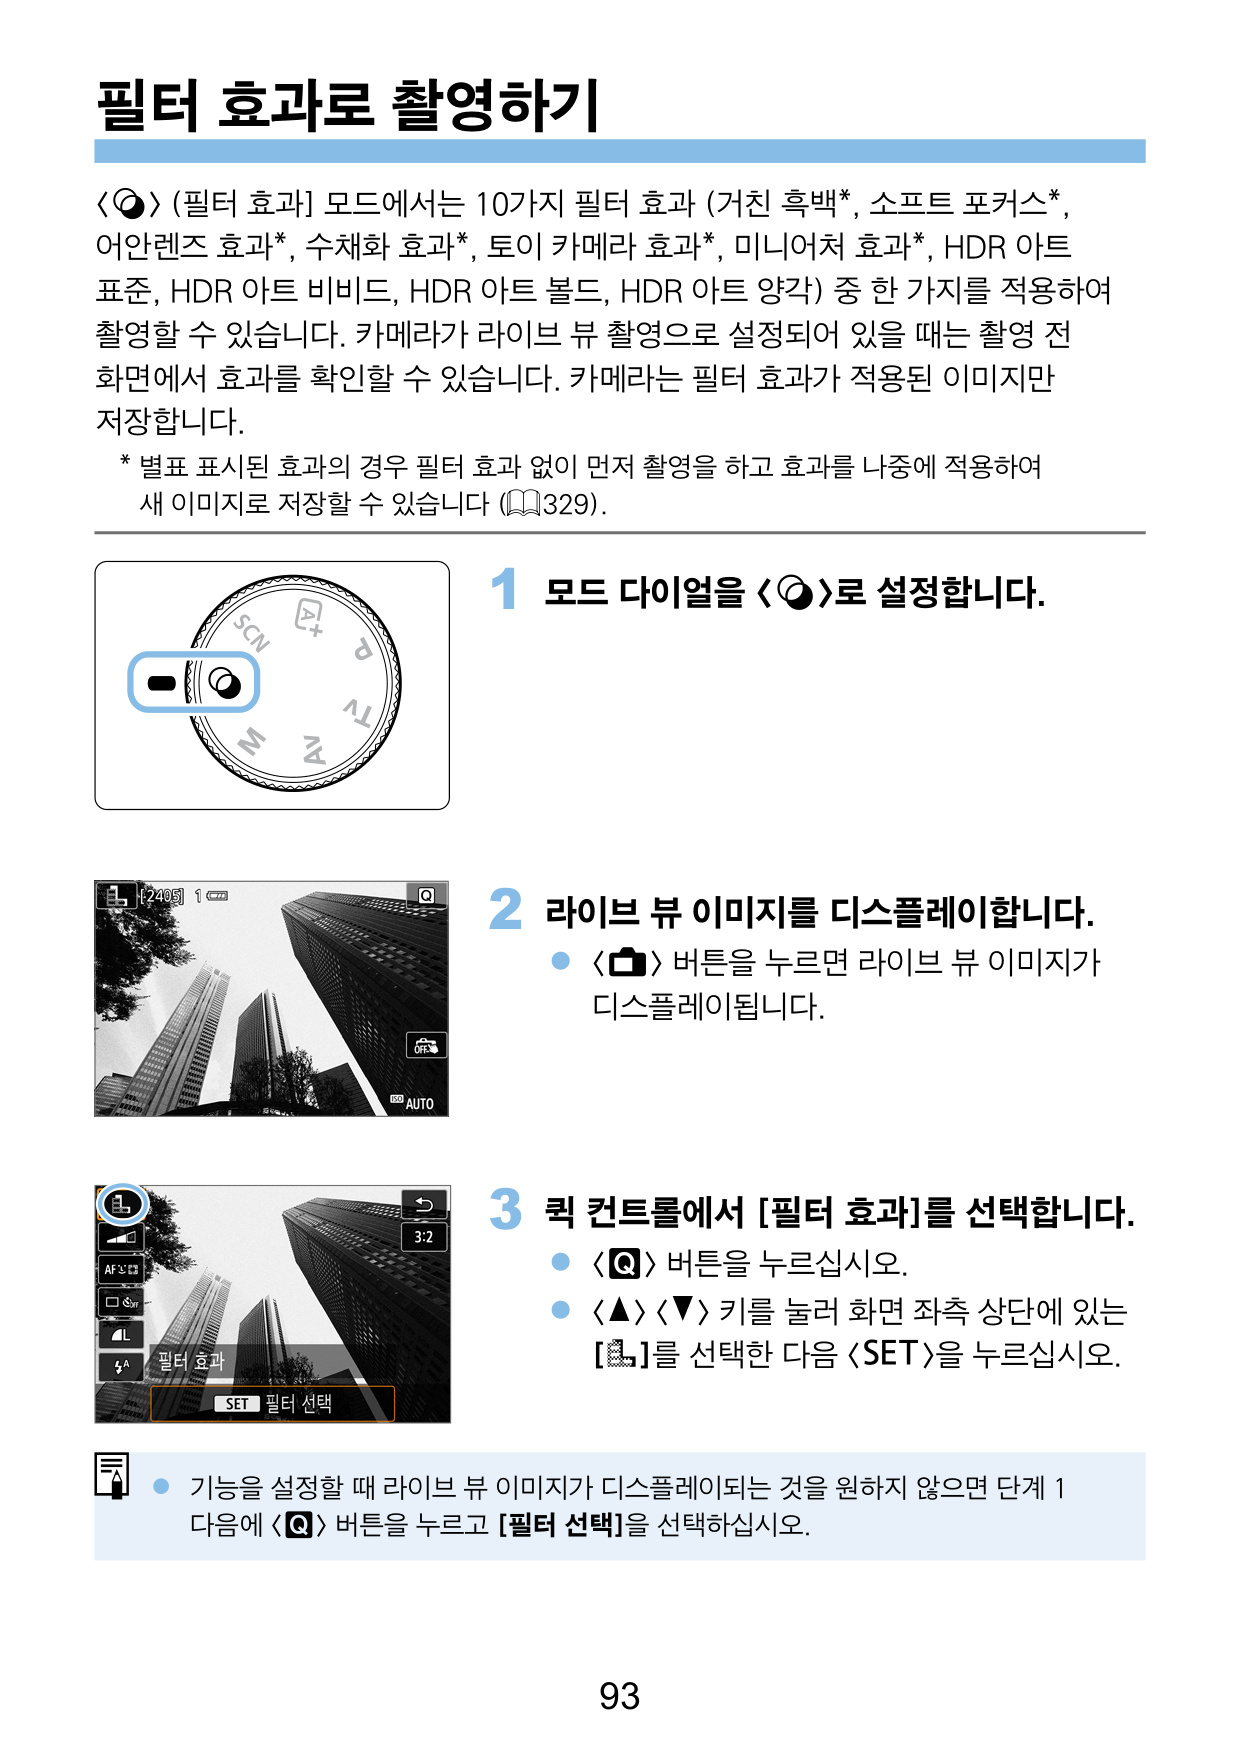 필터 효과로 촬영하기
< > (필터 효과] 모드에서는 10가지 필터 효과 (거친 흑백*, 소프트 포커스*,
어안렌즈 효과*, 수채화 효과*, 토이 카메라 효과*, 미니어처 효과*, HDR 아트
표준, HDR 아트 비비드, HDR 아트 볼드, HDR 아트 양각) 중 한 가지를 적용하여
촬영할 수 있습니다. 카메라가 라이브 뷰 촬영으로 설정되어 있을 때는 촬영 전
화면에서 효과를 확인할 수 있습니다. 카메라는 필터 효과가 적용된 이미지만
저장합니다.
* 별표 표시된 효과의 경우 필터 효과 없이 먼저 촬영을 하고 효과를 나중에 적용하여
새 이미지로 저장할 수 있습니다 (329).
SCN
A+
P
Tv
Av
M
1 모드 다이얼을 < >로 설정합니다.
[2405] 1
Q
OFF
ISO AUTO
2 라이브 뷰 이미지를 디스플레이합니다.
● < > 버튼을 누르면 라이브 뷰 이미지가
디스플레이됩니다.
3:2
AF
OFF
L
A
필터 효과
SET 필터 선택
3 퀵 컨트롤에서 [필터 효과]를 선택합니다.
● <Q> 버튼을 누르십시오.
● <▲><▼> 키를 눌러 화면 좌측 상단에 있는
[ ]를 선택한 다음 <SET>을 누르십시오.
● 기능을 설정할 때 라이브 뷰 이미지가 디스플레이되는 것을 원하지 않으면 단계 1
다음에 <Q> 버튼을 누르고 [필터 선택]을 선택하십시오.
93